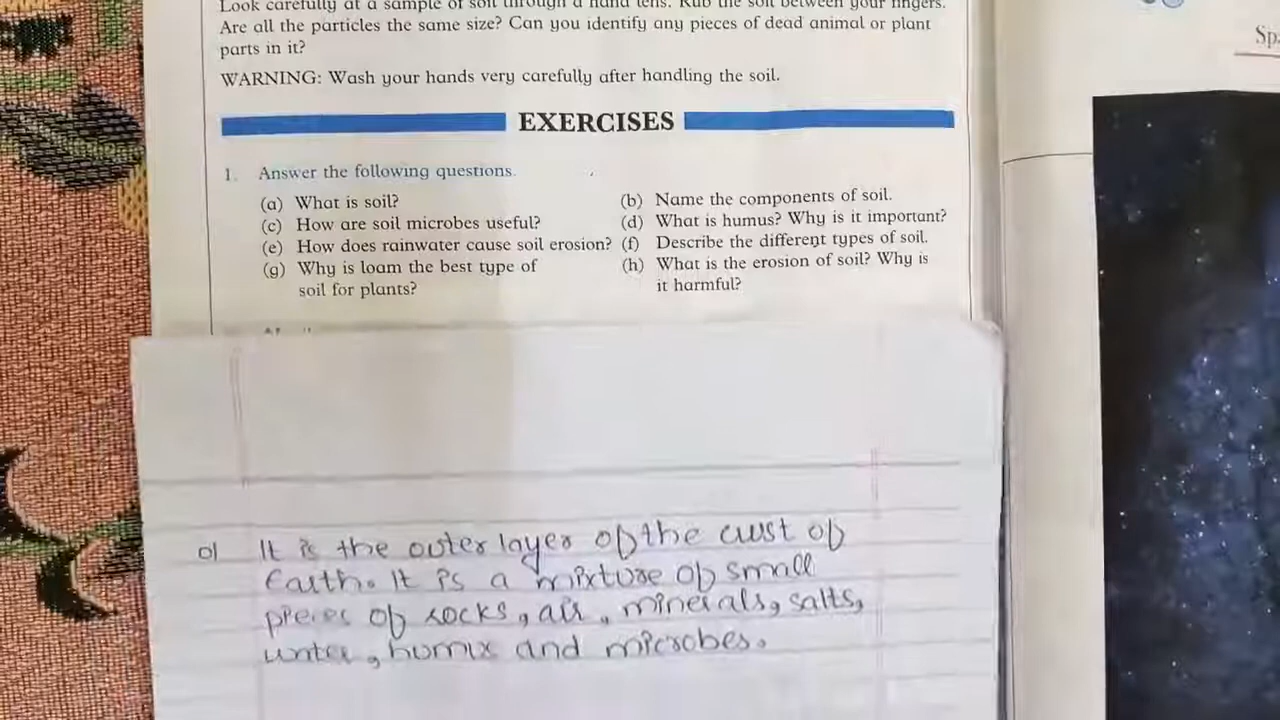 Look carefully at a sample of soil through a hand lens. Rub the soil between your fingers.
Are all the particles the same size? Can you identify any pieces of dead animal or plant
parts in it?
WARNING: Wash your hands very carefully after handling the soil.
EXERCISES
1. Answer the following questions.
(a) What is soil?
(b) Name the components of soil.
(c) How are soil microbes useful?
(d) What is humus? Why is it important?
(e) How does rainwater cause soil erosion?
(f) Describe the different types of soil.
(g) Why is loam the best type of
soil for plants?
(h) What is the erosion of soil? Why is
it harmful?
It is the outer layer of the crust of
Earth. It is a mixture of small
pieces of rocks, air, minerals, salts,
water, humus and microbes.